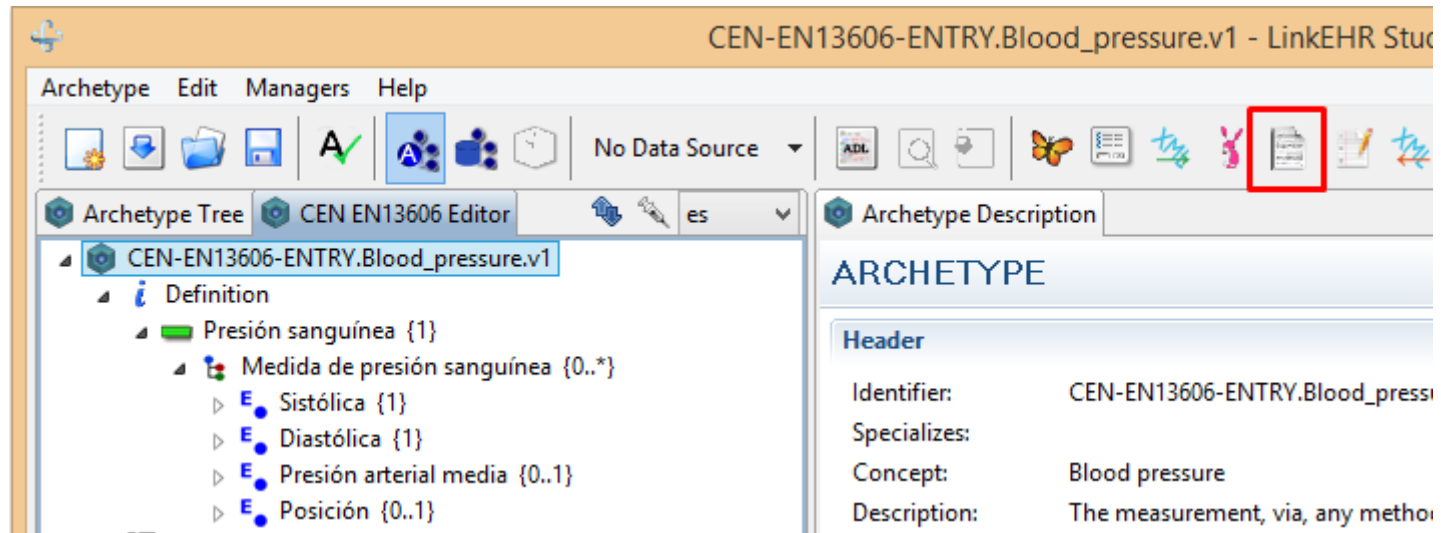 CEN-EN13606-ENTRY.Blood_pressure.v1 - LinkEHR Stu
Archetype Edit Managers Help
A No Data Source ADL
Archetype Tree CEN EN13606 Editor es Archetype Description
CEN-EN13606-ENTRY.Blood_pressure.v1
ARCHETYPE
Definition
Presión sanguínea {1}
Header
Medida de presión sanguínea {0..*}
Identifier: CEN-EN13606-ENTRY.Blood_press
Sistólica {1}
Specializes:
Diastólica {1}
Concept: Blood pressure
Presión arterial media {0..1}
Description: The measurement, via, any metho
Posición {0..1}